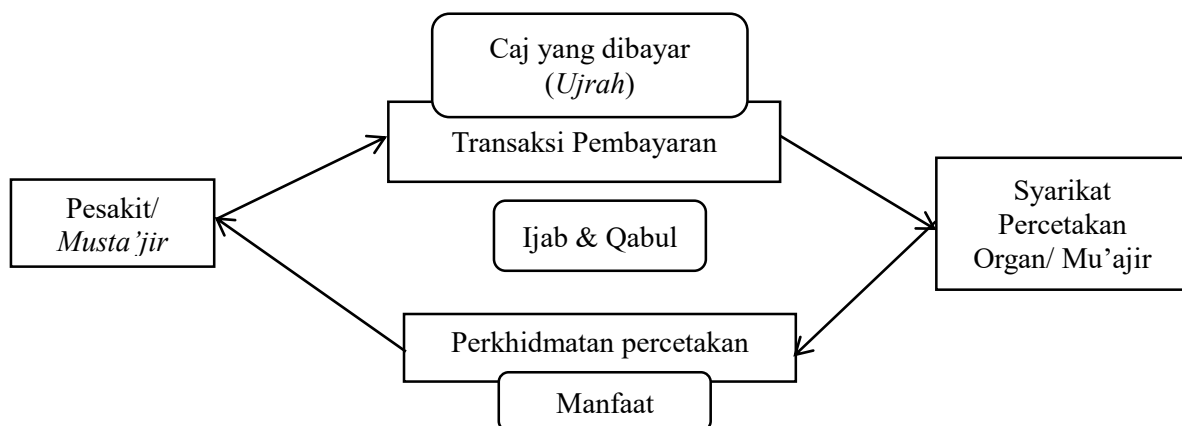 Caj yang dibayar
(Ujrah)
Transaksi Pembayaran
Pesakit/
Musta’jir
Ijab & Qabul
Syarikat
Percetakan
Organ/ Mu’ajir
Perkhidmatan percetakan
Manfaat